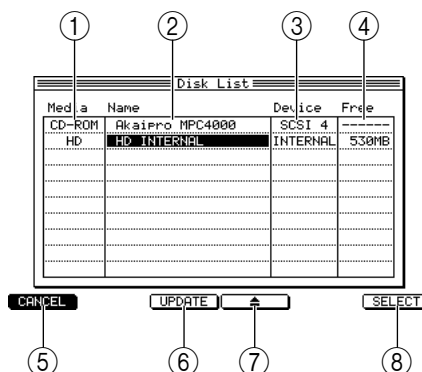 ① ② ③ ④
Disk List
Media Name Device Free
CD-ROM Akaipro MPC4000 SCSI 4 ------
HD HD INTERNAL INTERNAL 530MB
CANCEL UPDATE SELECT
⑤ ⑥ ⑦ ⑧